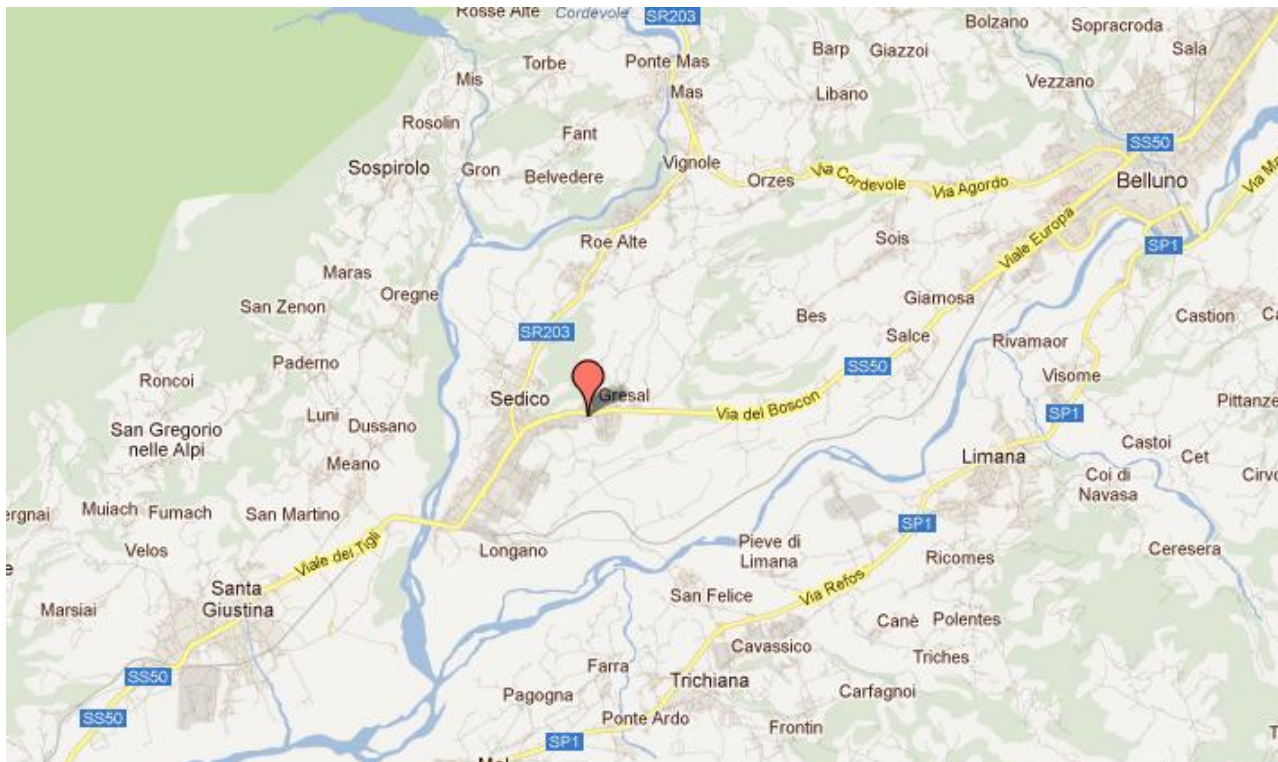 Rosse Alte
Cordevole
SR203
Bolzano
Sopracroda
Sala
Barp
Giazzoi
Torbe
Ponte Mas
Mis
Vezzano
Mas
Libano
Rosolin
Fant
SS50
Sospirolo
Gron
Belvedere
Vignole
Orzes
Via Cordevole
Via Agordo
Belluno
Roe Alte
Sois
Viale Europa
SP1
Maras
Oregne
San Zenon
Giamosa
Bes
Salce
Castion
SR203
Rivamaor
Paderno
SS50
Visome
Roncoi
Sedico
Gresal
Via del Boscon
SP1
Pittanze
Luni
Dussano
San Gregorio
nelle Alpi
Meano
Limana
Castoi
Cet
Coi di
Navasa
Muiach
Fumach
San Martino
SP1
Velos
Viale dei Tigli
Longano
Pieve di
Limana
Ricomes
Ceresera
Santa
Giustina
Marsiai
San Felice
Via Refos
Canè
Polentes
Cavassico
Triches
SS50
Farra
Trichiana
Pagogna
Carfagnoi
SS50
Ponte Ardo
Frontin
SP1